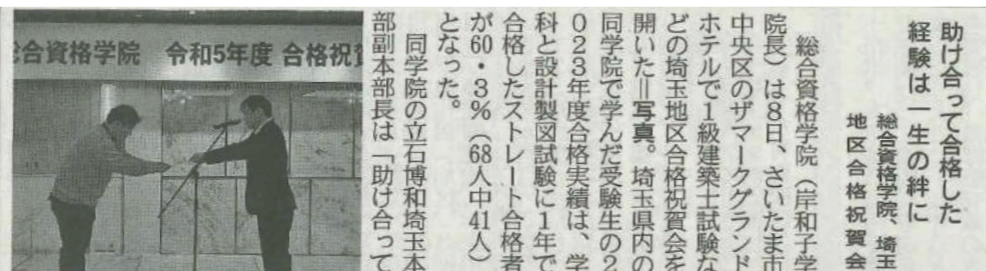 助け合って合格した
経験は一生の絆に
総合資格学院、埼玉
地区合格祝賀会
総合資格学院（岸和子学
院長）は8日、さいたま市
中央区のザマークグランド
ホテルで1級建築士試験な
どの埼玉地区合格祝賀会を
開いた＝写真。埼玉県内の
同学院で学んだ受験生の2
023年度合格実績は、学
科と設計製図試験に1年で
合格したストレート合格者
が60・3％（68人中41人）
となった。
同学院の立石博和埼玉本
部副本部長は「助け合って
総合資格学院 令和5年度 合格祝賀